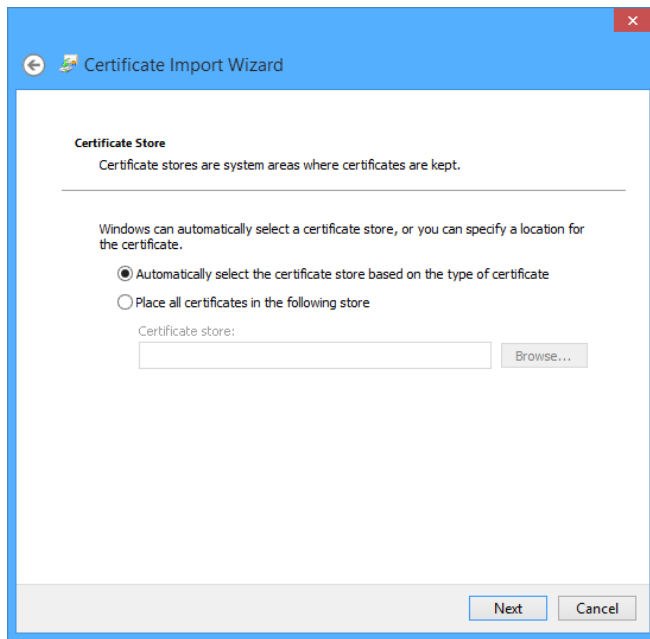 Certificate Import Wizard
Certificate Store
Certificate stores are system areas where certificates are kept.
Windows can automatically select a certificate store, or you can specify a location for
the certificate.
Automatically select the certificate store based on the type of certificate
Place all certificates in the following store
Certificate store:
Browse...
Next Cancel